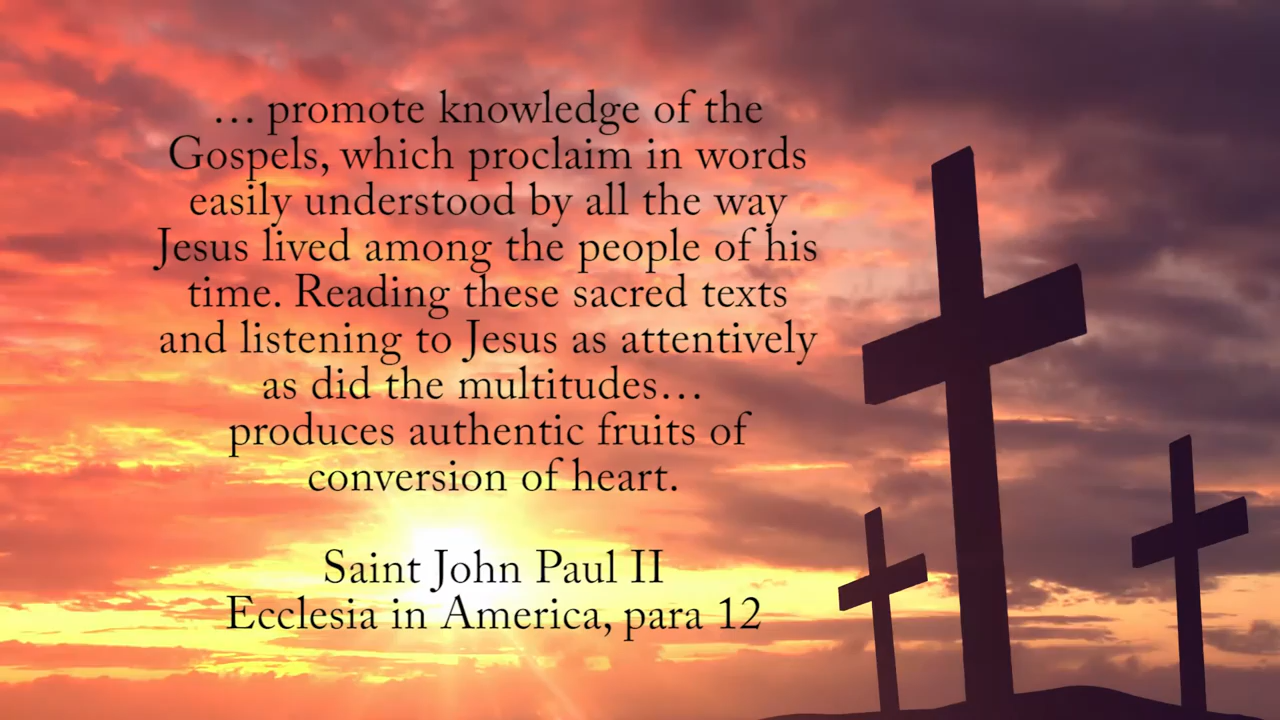 … promote knowledge of the
Gospels, which proclaim in words
easily understood by all the way
Jesus lived among the people of his
time. Reading these sacred texts
and listening to Jesus as attentively
as did the multitudes…
produces authentic fruits of
conversion of heart.
Saint John Paul II
Ecclesia in America, para 12